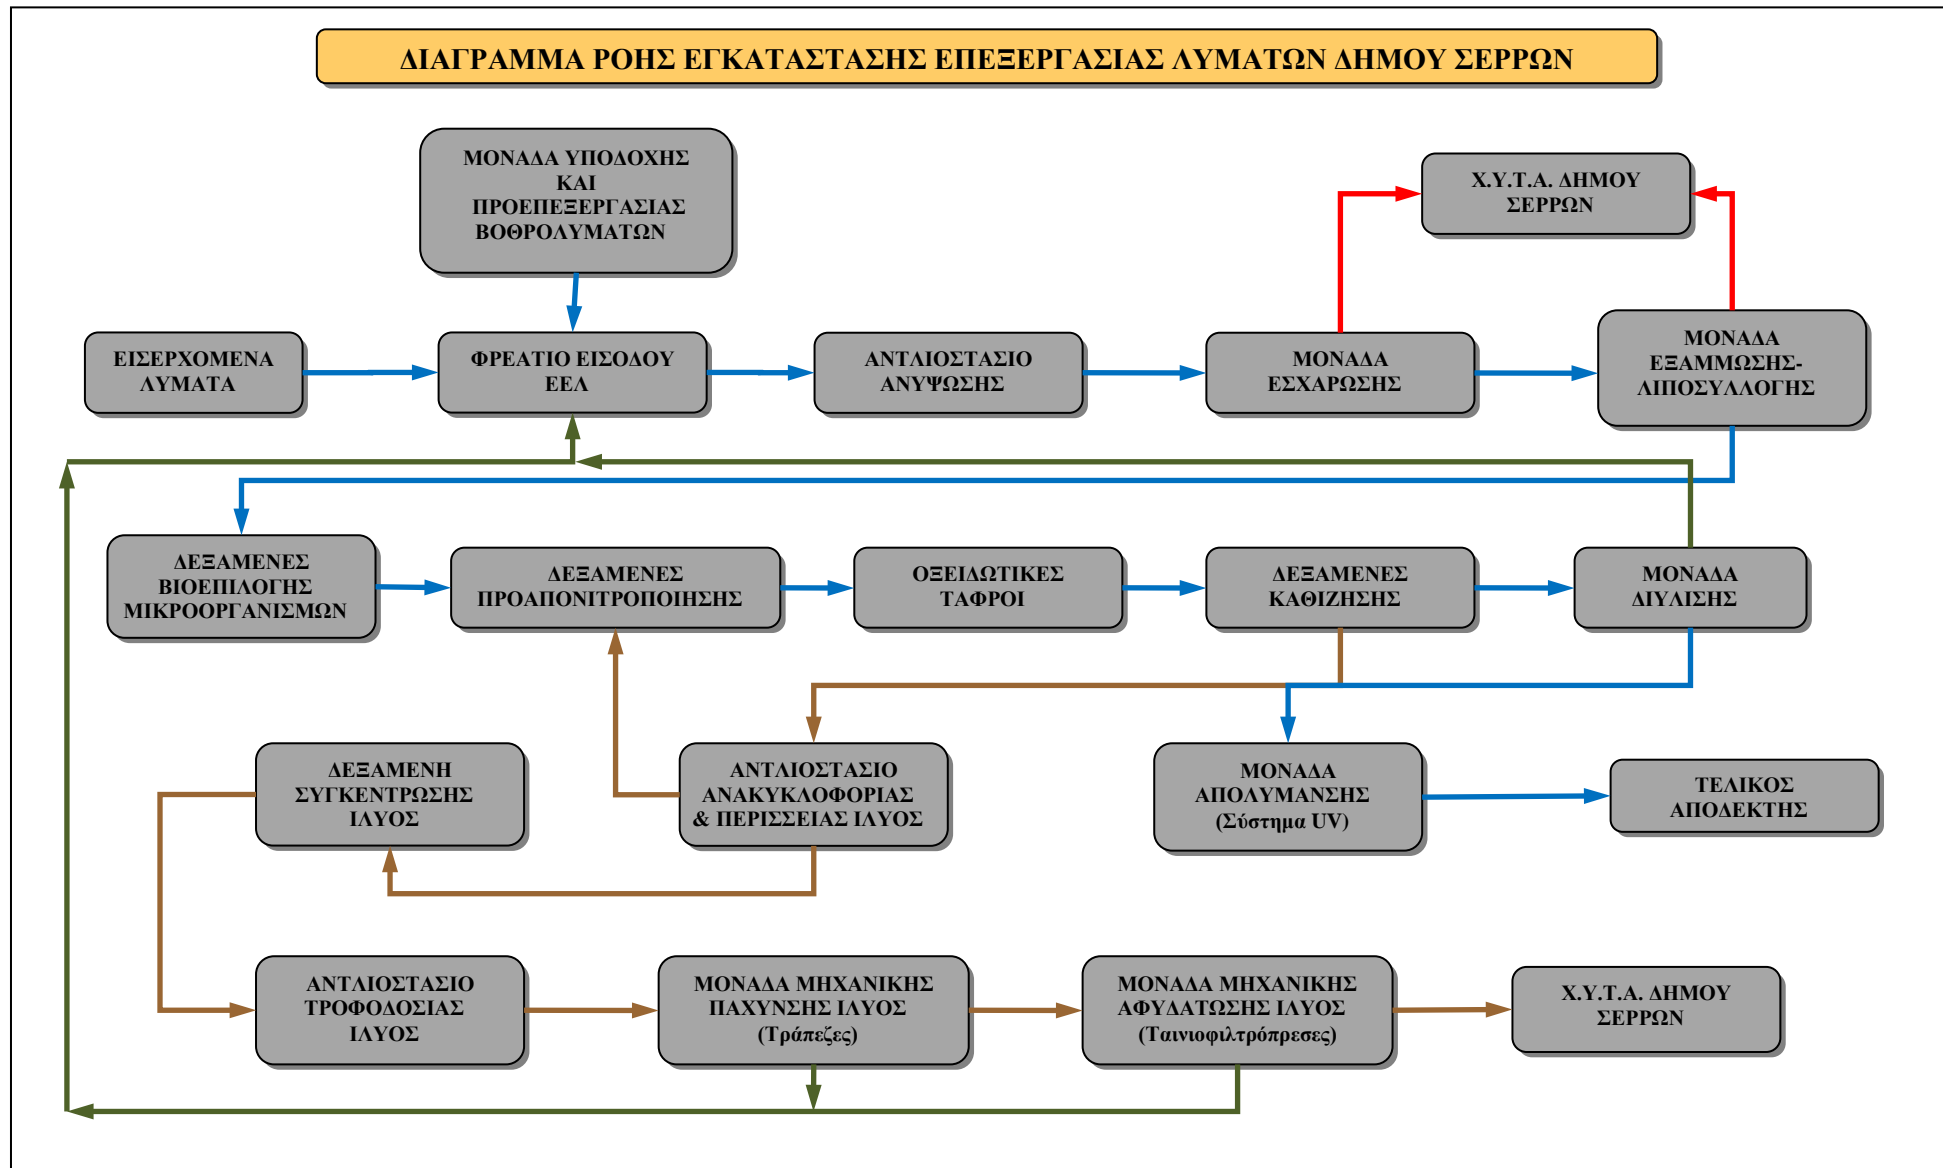 ΔΙΑΓΡΑΜΜΑ ΡΟΗΣ ΕΓΚΑΤΑΣΤΑΣΗΣ ΕΠΕΞΕΡΓΑΣΙΑΣ ΛΥΜΑΤΩΝ ΔΗΜΟΥ ΣΕΡΡΩΝ
ΜΟΝΑΔΑ ΥΠΟΔΟΧΗΣ
ΚΑΙ
ΠΡΟΕΠΕΞΕΡΓΑΣΙΑΣ
ΒΟΘΡΟΛΥΜΑΤΩΝ
Χ.Υ.Τ.Α. ΔΗΜΟΥ
ΣΕΡΡΩΝ
ΕΙΣΕΡΧΟΜΕΝΑ
ΛΥΜΑΤΑ
ΦΡΕΑΤΙΟ ΕΙΣΟΔΟΥ
ΕΕΛ
ΑΝΤΛΙΟΣΤΑΣΙΟ
ΑΝΥΨΩΣΗΣ
ΜΟΝΑΔΑ
ΕΣΧΑΡΩΣΗΣ
ΜΟΝΑΔΑ
ΕΞΑΜΜΩΣΗΣ-
ΛΙΠΟΣΥΛΛΟΓΗΣ
ΔΕΞΑΜΕΝΕΣ
ΒΙΟΕΠΙΛΟΓΗΣ
ΜΙΚΡΟΟΡΓΑΝΙΣΜΩΝ
ΔΕΞΑΜΕΝΕΣ
ΠΡΟΑΠΟΝΙΤΡΟΠΟΙΗΣΗΣ
ΟΞΕΙΔΩΤΙΚΕΣ
ΤΑΦΡΟΙ
ΔΕΞΑΜΕΝΕΣ
ΚΑΘΙΖΗΣΗΣ
ΜΟΝΑΔΑ
ΔΙΥΛΙΣΗΣ
ΔΕΞΑΜΕΝΗ
ΣΥΓΚΕΝΤΡΩΣΗΣ
ΙΛΥΟΣ
ΑΝΤΛΙΟΣΤΑΣΙΟ
ΑΝΑΚΥΚΛΟΦΟΡΙΑΣ
& ΠΕΡΙΣΣΕΙΑΣ ΙΛΥΟΣ
ΜΟΝΑΔΑ
ΑΠΟΛΥΜΑΝΣΗΣ
(Σύστημα UV)
ΤΕΛΙΚΟΣ
ΑΠΟΔΕΚΤΗΣ
ΑΝΤΛΙΟΣΤΑΣΙΟ
ΤΡΟΦΟΔΟΣΙΑΣ
ΙΛΥΟΣ
ΜΟΝΑΔΑ ΜΗΧΑΝΙΚΗΣ
ΠΑΧΥΝΣΗΣ ΙΛΥΟΣ
(Τράπεζες)
ΜΟΝΑΔΑ ΜΗΧΑΝΙΚΗΣ
ΑΦΥΔΑΤΩΣΗΣ ΙΛΥΟΣ
(Ταινιοφιλτρόπρεσες)
Χ.Υ.Τ.Α. ΔΗΜΟΥ
ΣΕΡΡΩΝ